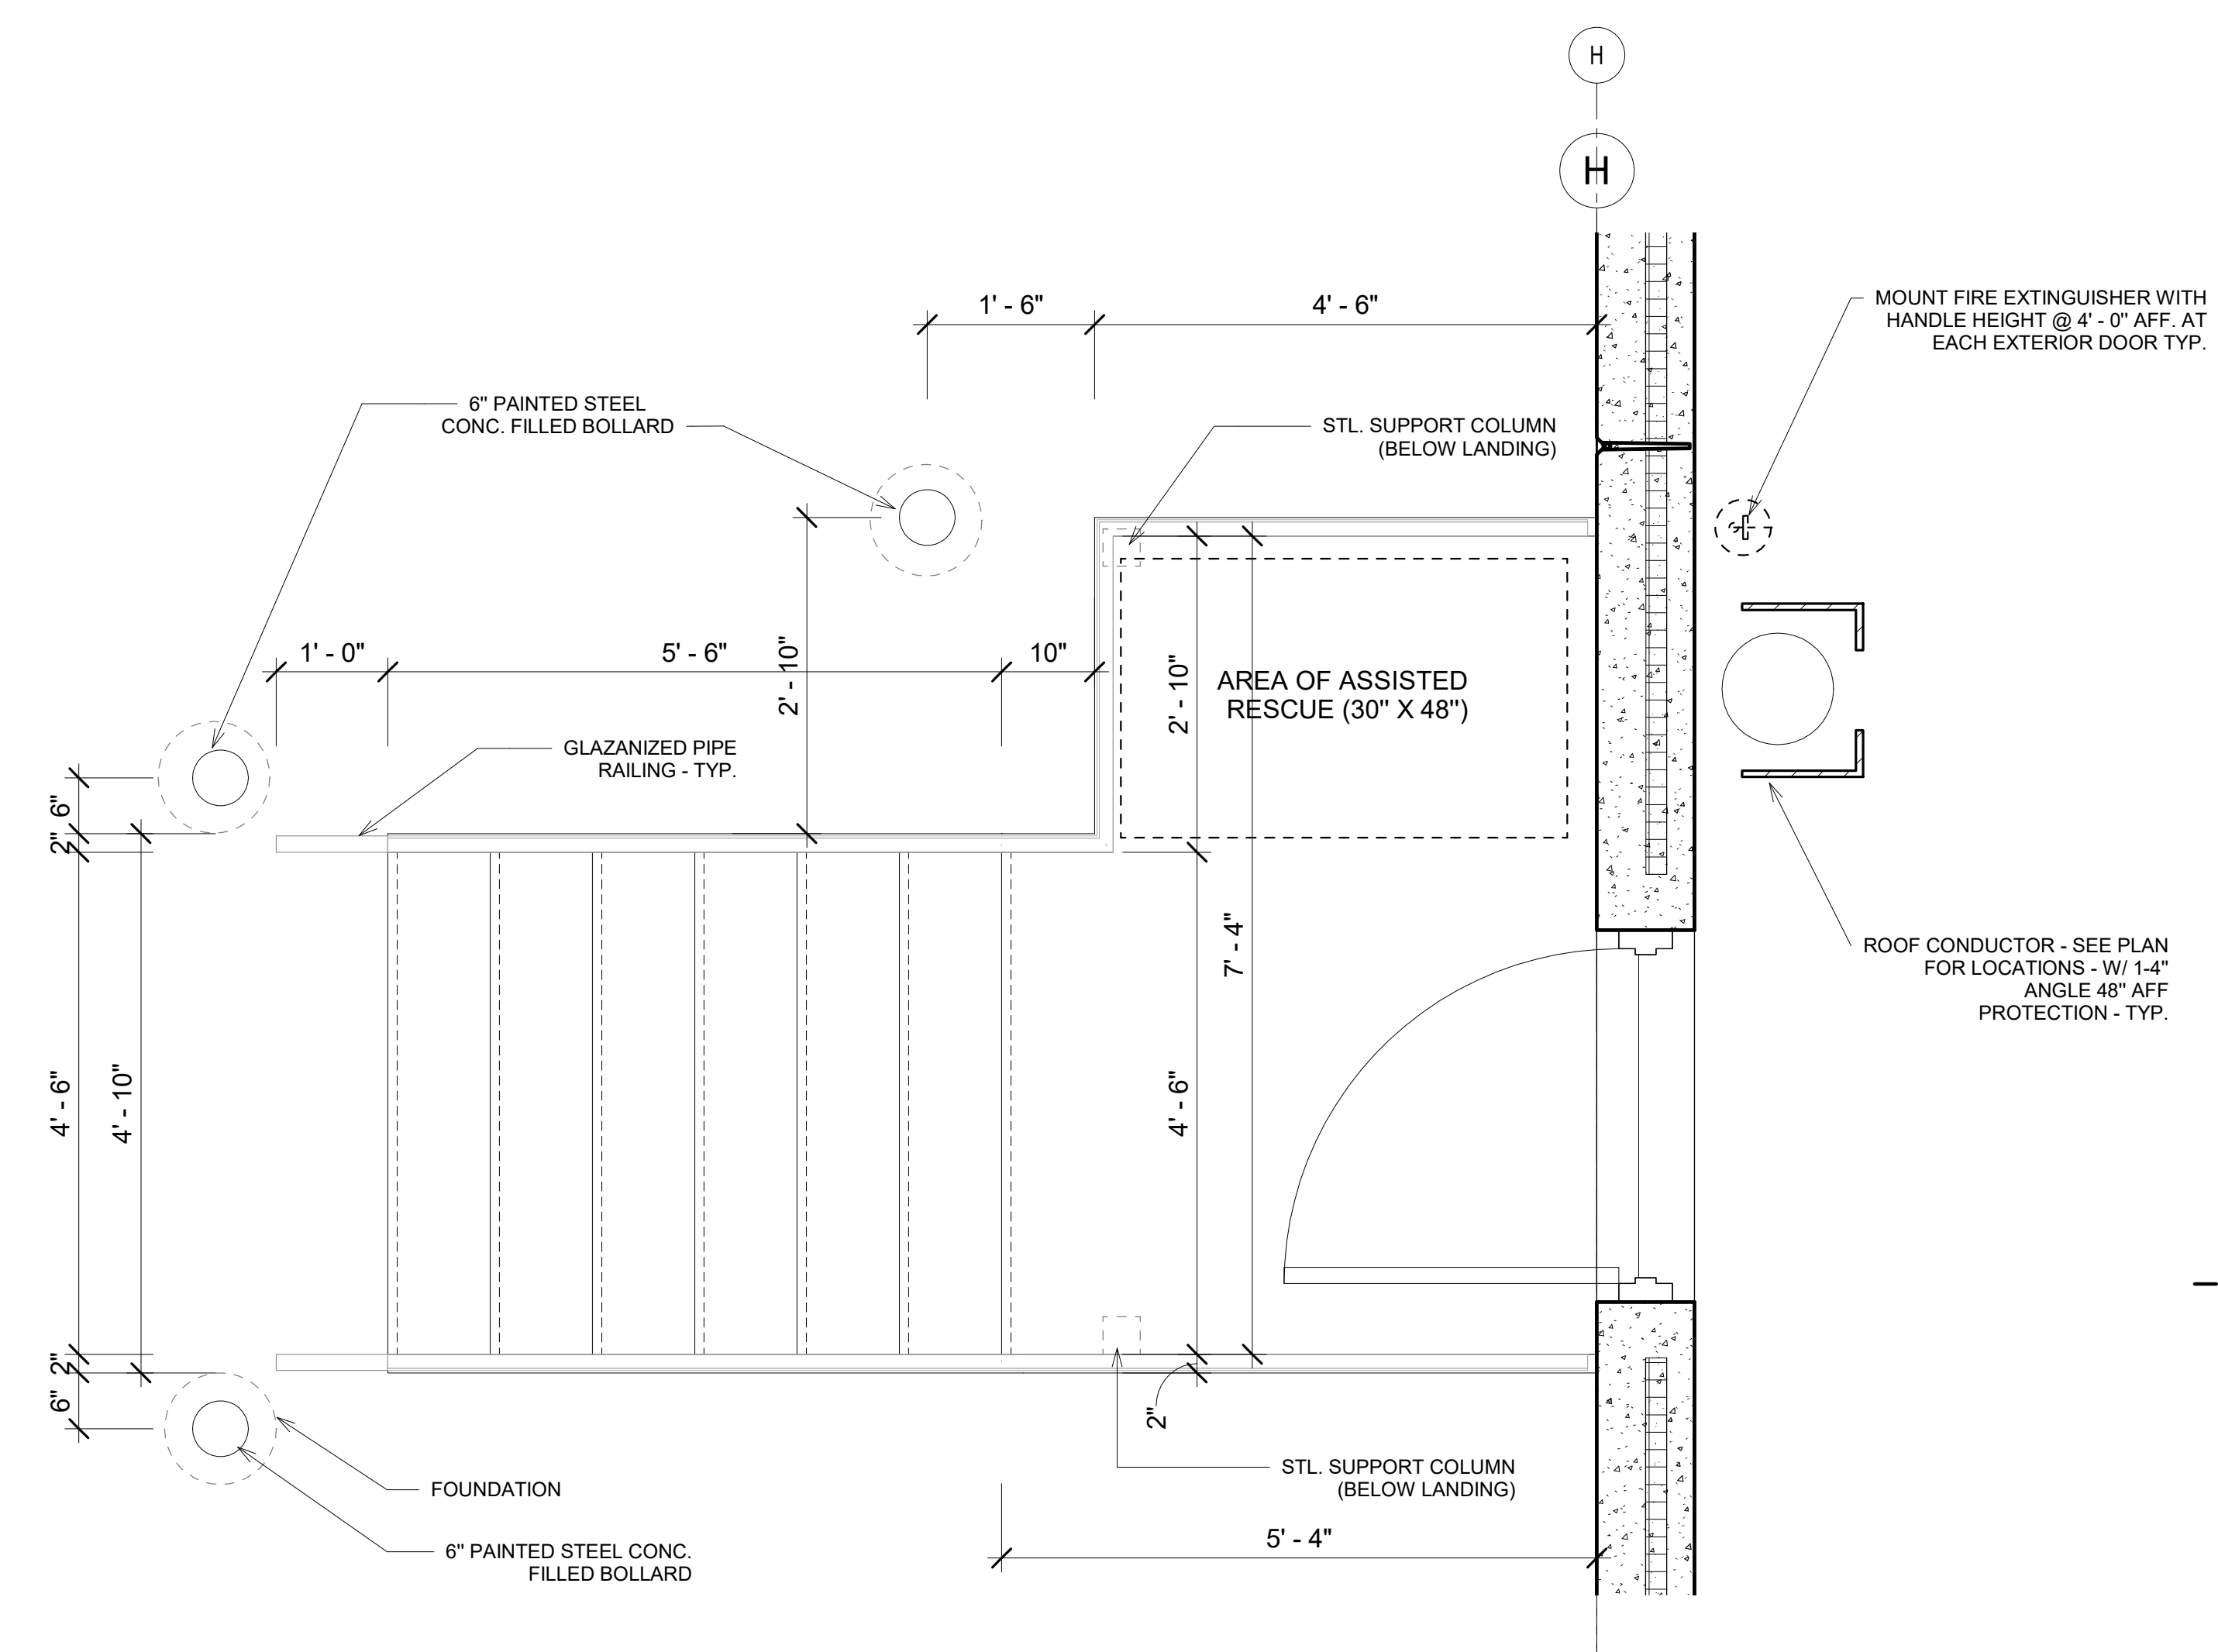 H
H
1' - 6"
4' - 6"
MOUNT FIRE EXTINGUISHER WITH
HANDLE HEIGHT @ 4' - 0" AFF. AT
EACH EXTERIOR DOOR TYP.
6" PAINTED STEEL
CONC. FILLED BOLLARD
STL. SUPPORT COLUMN
(BELOW LANDING)
1' - 0"
5' - 6"
10"
2' - 10"
2' - 10"
AREA OF ASSISTED
RESCUE (30" X 48")
GLAZANIZED PIPE
RAILING - TYP.
6"
2"
7' - 4"
ROOF CONDUCTOR - SEE PLAN
FOR LOCATIONS - W/ 1-4"
ANGLE 48" AFF
PROTECTION - TYP.
4' - 6"
4' - 10"
4' - 6"
2"
6"
2"
STL. SUPPORT COLUMN
(BELOW LANDING)
FOUNDATION
6" PAINTED STEEL CONC.
FILLED BOLLARD
5' - 4"